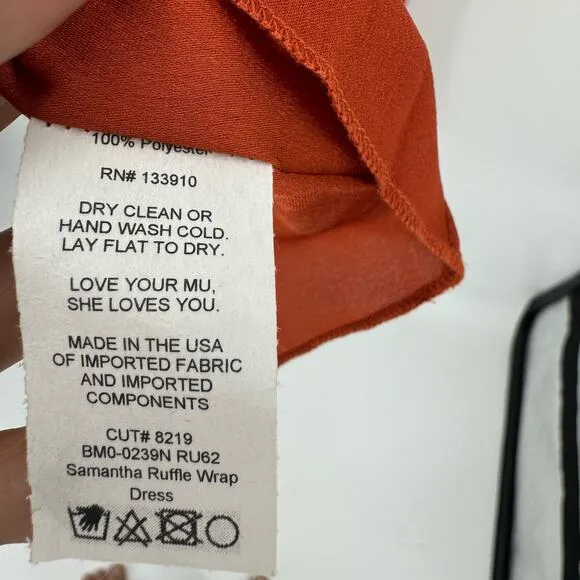 100% Polyester
RN# 133910
DRY CLEAN OR
HAND WASH COLD.
LAY FLAT TO DRY.
LOVE YOUR MU,
SHE LOVES YOU.
MADE IN THE USA
OF IMPORTED FABRIC
AND IMPORTED
COMPONENTS
CUT# 8219
BM0-0239N RU62
Samantha Ruffle Wrap
Dress